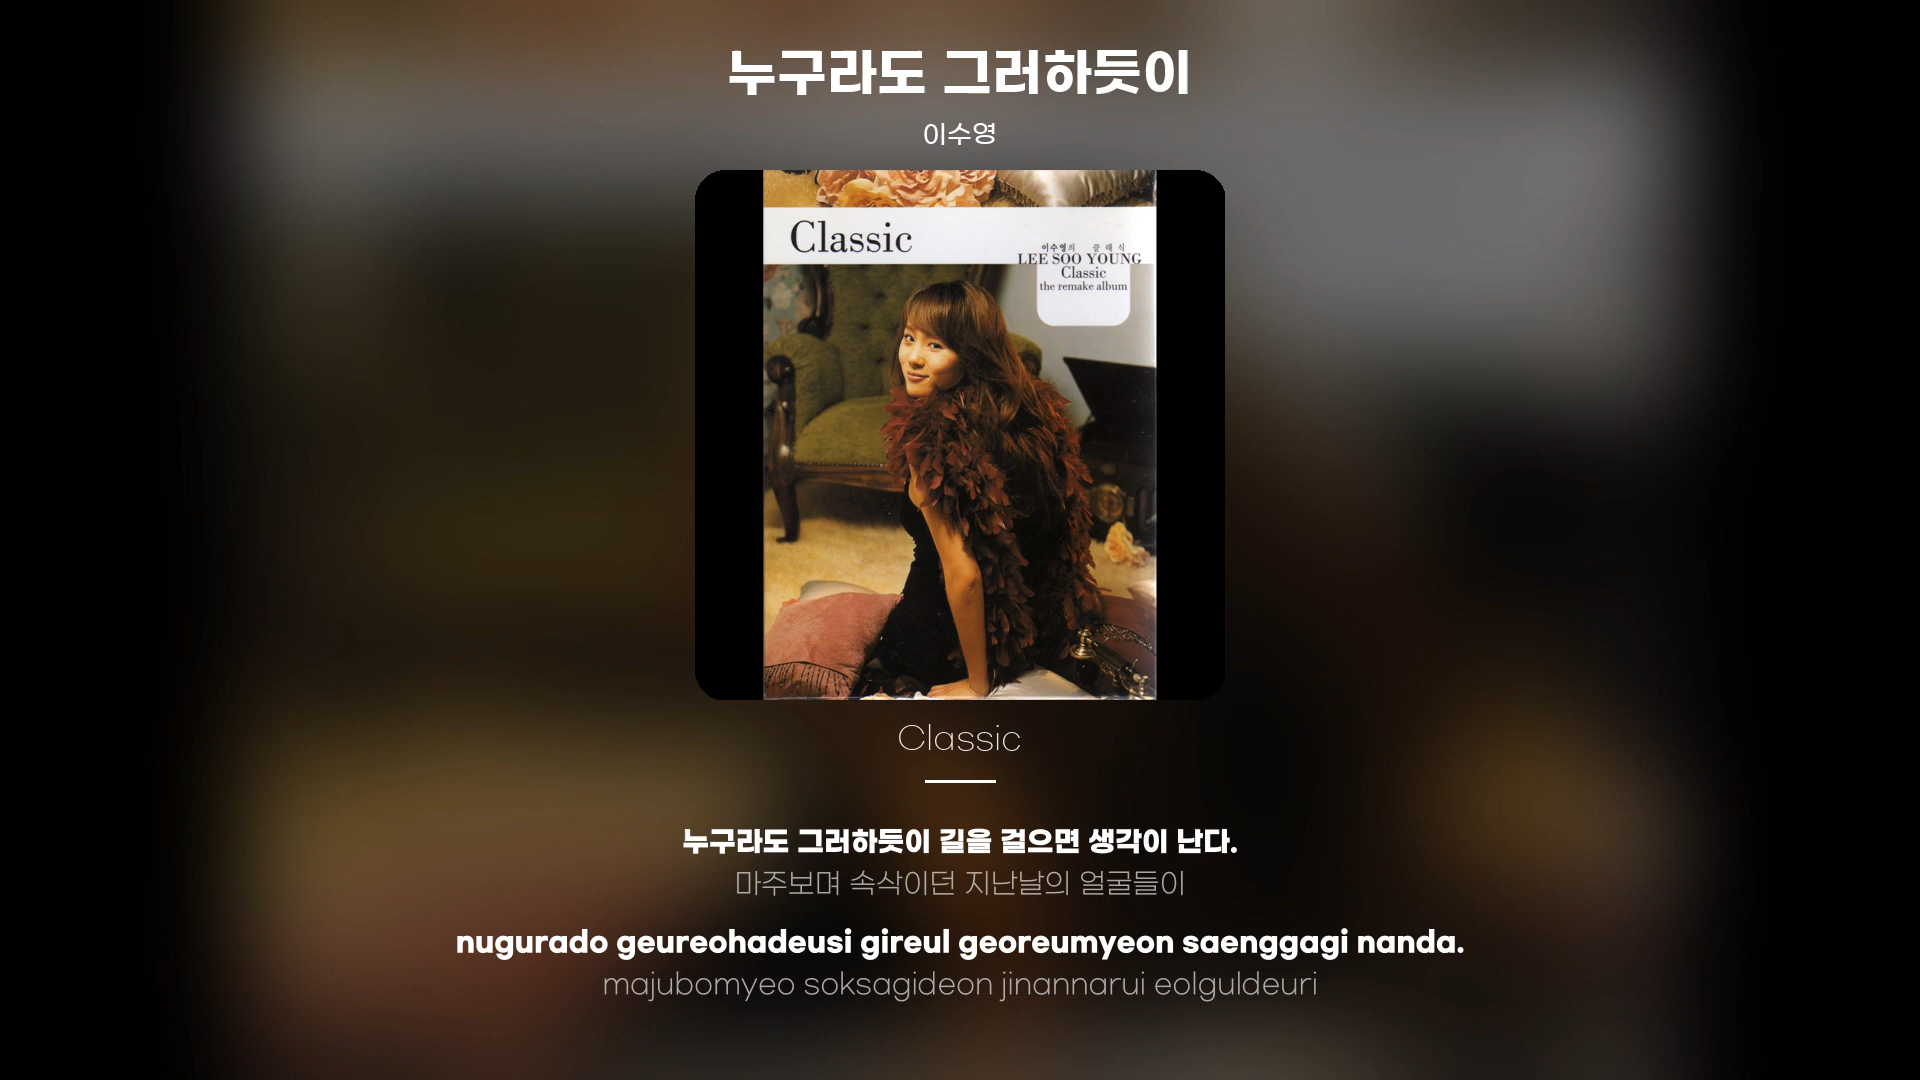 누구라도 그러하듯이
이수영
Classic
이수영의 클래식
LEE SOO YOUNG
Classic
the remake album
Classic
누구라도 그러하듯이 길을 걸으면 생각이 난다.
마주보며 속삭이던 지난날의 얼굴들이
nugurado geureohadeusi gireul georeumyeon saenggagi nanda.
majubomyeo soksagideon jinannarui eolguldeuri